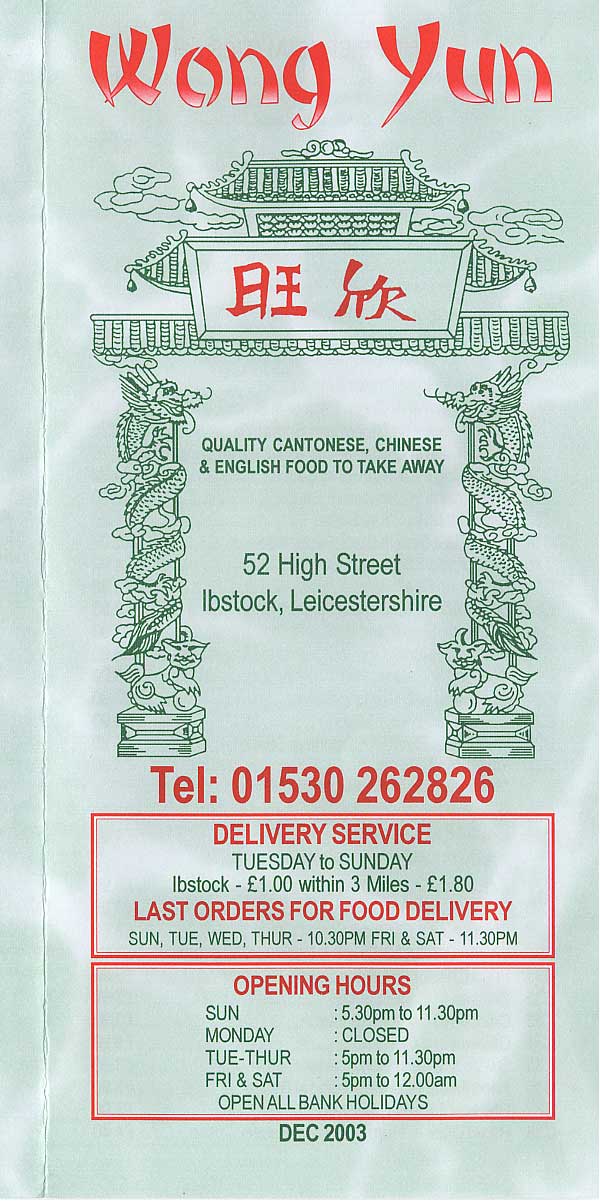 Wong Yun
旺欣
QUALITY CANTONESE, CHINESE
& ENGLISH FOOD TO TAKE AWAY
52 High Street
Ibstock, Leicestershire
Tel: 01530 262826
DELIVERY SERVICE
TUESDAY to SUNDAY
Ibstock - £1.00 within 3 Miles - £1.80
LAST ORDERS FOR FOOD DELIVERY
SUN, TUE, WED, THUR - 10.30PM FRI & SAT - 11.30PM
OPENING HOURS
SUN : 5.30pm to 11.30pm
MONDAY : CLOSED
TUE-THUR : 5pm to 11.30pm
FRI & SAT : 5pm to 12.00am
OPEN ALL BANK HOLIDAYS
DEC 2003